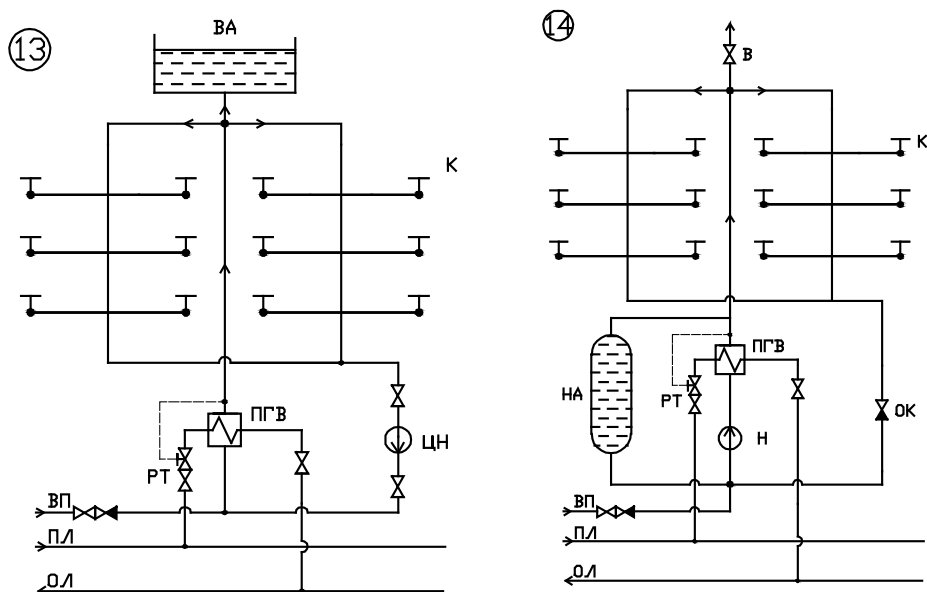 13
ВА
К
ПГВ
РТ
ЦН
ВП
ПЛ
ОЛ
14
В
К
ПГВ
НА
РТ
Н
ОК
ВП
ПЛ
ОЛ